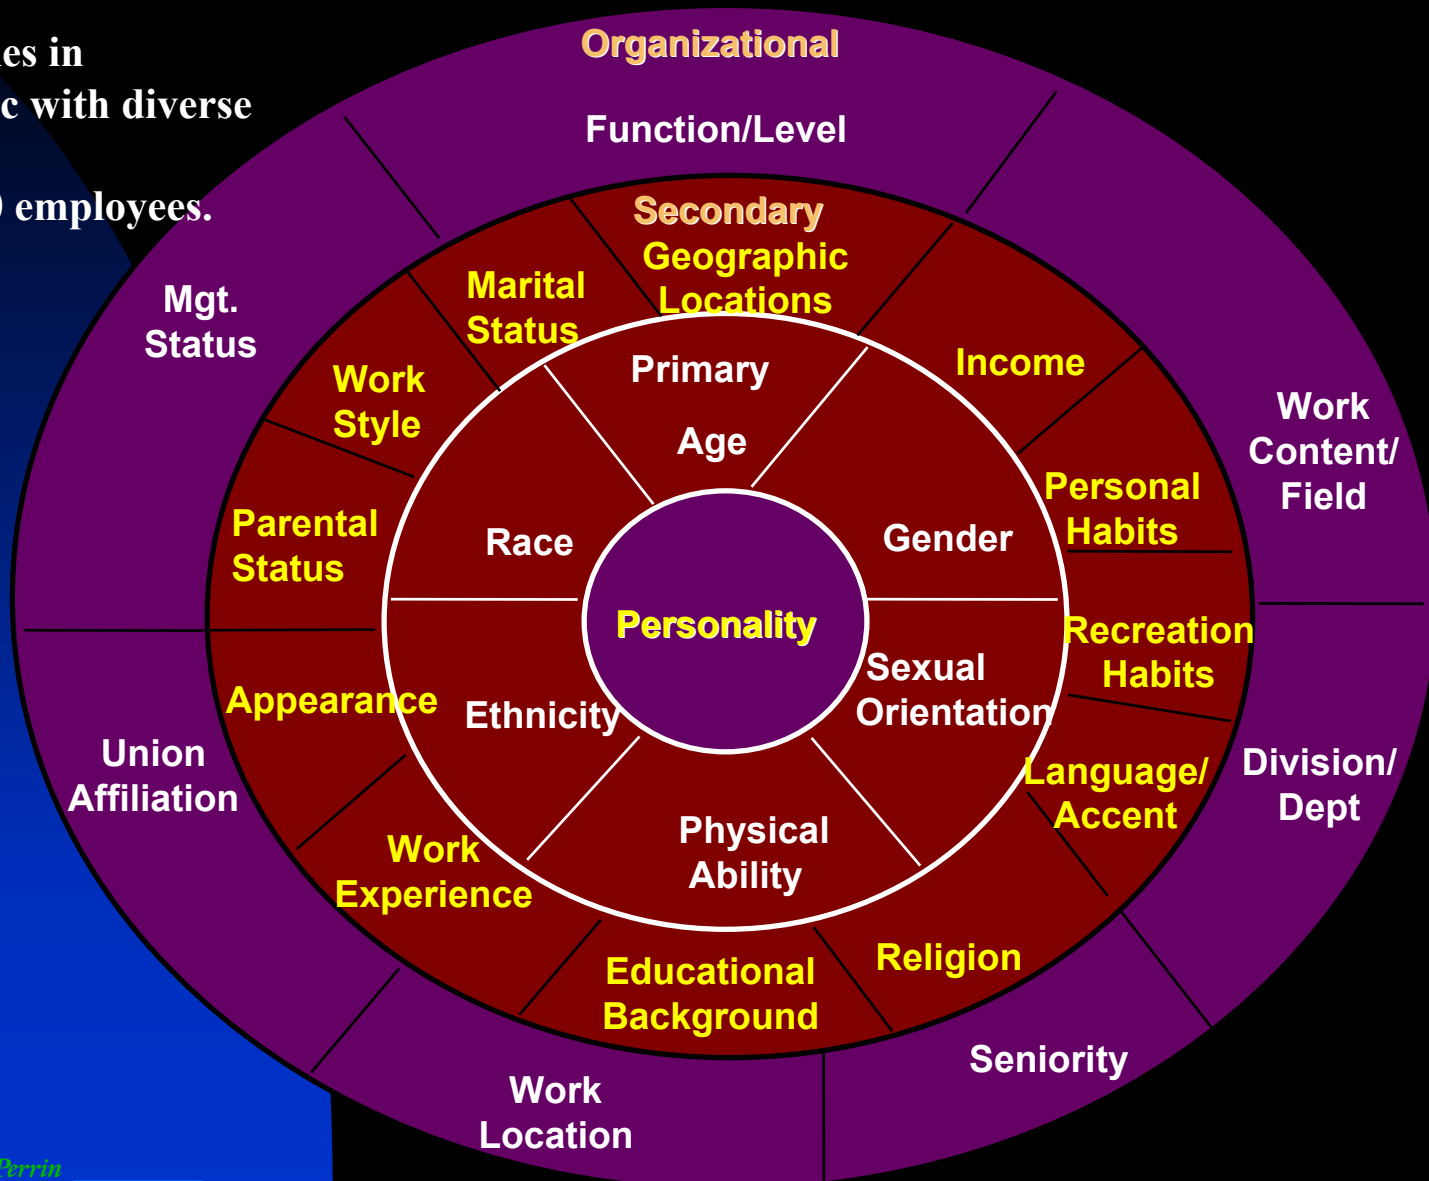 es in
c with diverse
employees.
Organizational
Function/Level
Secondary
Geographic
Locations
Marital
Status
Mgt.
Status
Work
Style
Income
Primary
Age
Work
Content/
Field
Personal
Habits
Parental
Status
Race
Gender
Personality
Recreation
Habits
Sexual
Orientation
Appearance
Ethnicity
Union
Affiliation
Language/
Accent
Division/
Dept
Physical
Ability
Work
Experience
Religion
Educational
Background
Seniority
Work
Location
Perrin